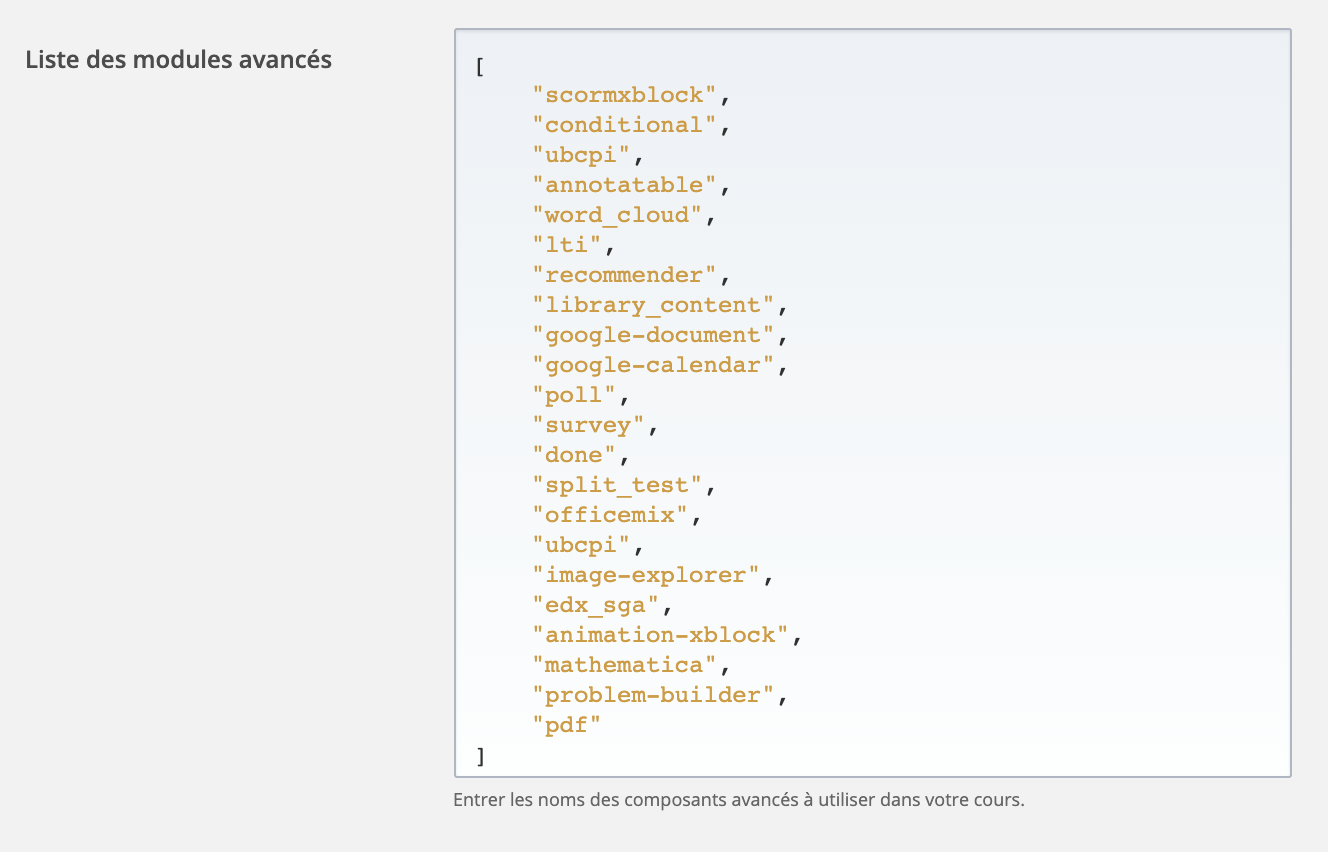 Liste des modules avancés
[
"scormxblock",
"conditional",
"ubcpi",
"annotatable",
"word_cloud",
"lti",
"recommender",
"library_content",
"google-document",
"google-calendar",
"poll",
"survey",
"done",
"split_test",
"officemix",
"ubcpi",
"image-explorer",
"edx_sga",
"animation-xblock",
"mathematica",
"problem-builder",
"pdf"
]
Entrer les noms des composants avancés à utiliser dans votre cours.